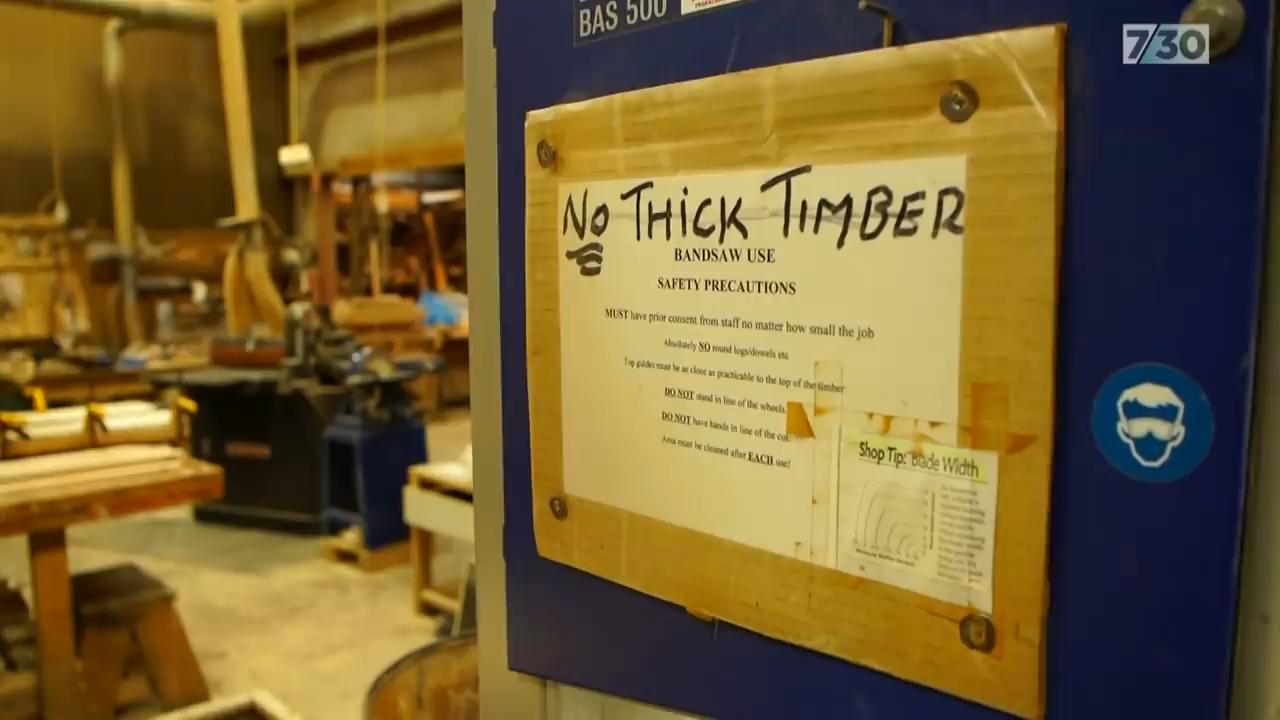 BAS 500
7/30
No THiCK TIMBER
BANDSAW USE
SAFETY PRECAUTIONS
MUST have prior consent from staff no matter how small the job
Absolutely NO round logs/dowels etc
Top guides must be as close as practicable to the top of the timber
DO NOT stand in line of the wheels.
DO NOT have hands in line of the cut.
Area must be cleaned after EACH use!
Shop Tip: Blade Width